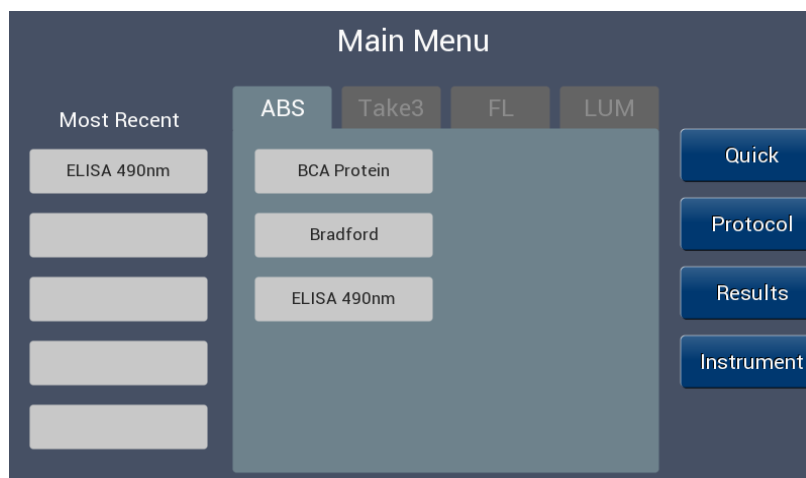 Main Menu
Most Recent
ELISA 490nm
ABS
Take3
FL
LUM
BCA Protein
Bradford
ELISA 490nm
Quick
Protocol
Results
Instrument